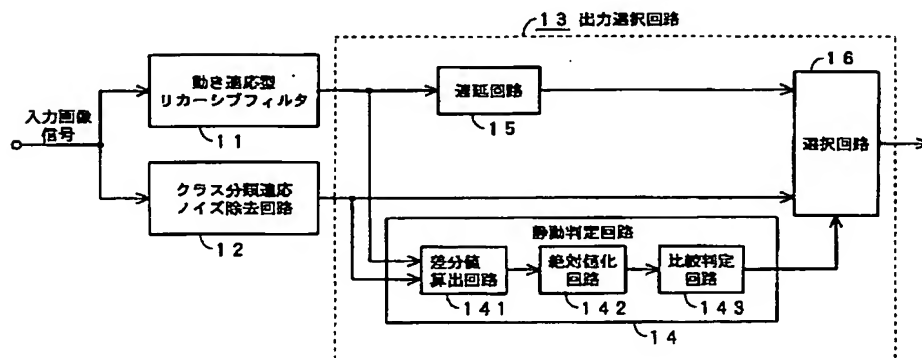 13 出力選択回路
入力画像
信号
動き適応型
リカーシブフィルタ
11
クラス分類適応
ノイズ除去回路
12
遅延回路
15
16
選択回路
静動判定回路
差分値
算出回路
141
絶対値化
回路
142
比較判定
回路
143
14